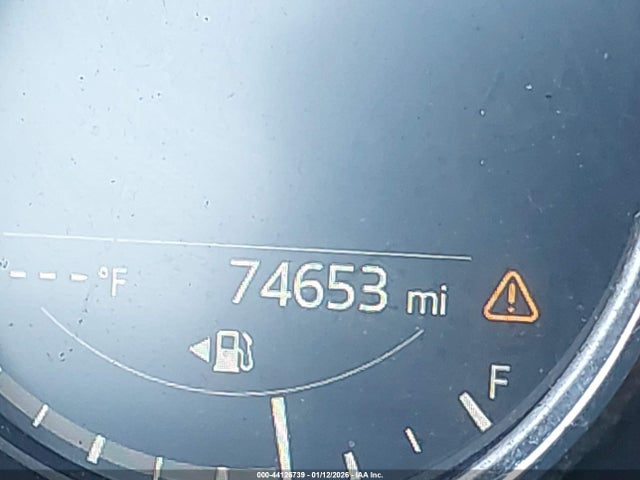 ---°F 74653 mi
F
000-44126739 - 01/12/2026 - IAA Inc.